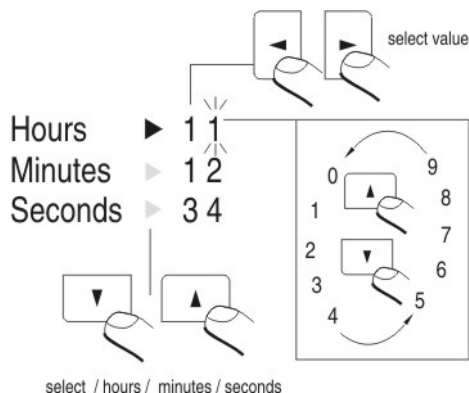 select value
Hours ► 1 1
Minutes ► 1 2
Seconds ► 3 4
0 9
1 8
2 7
3 6
4 5
select / hours / minutes / seconds